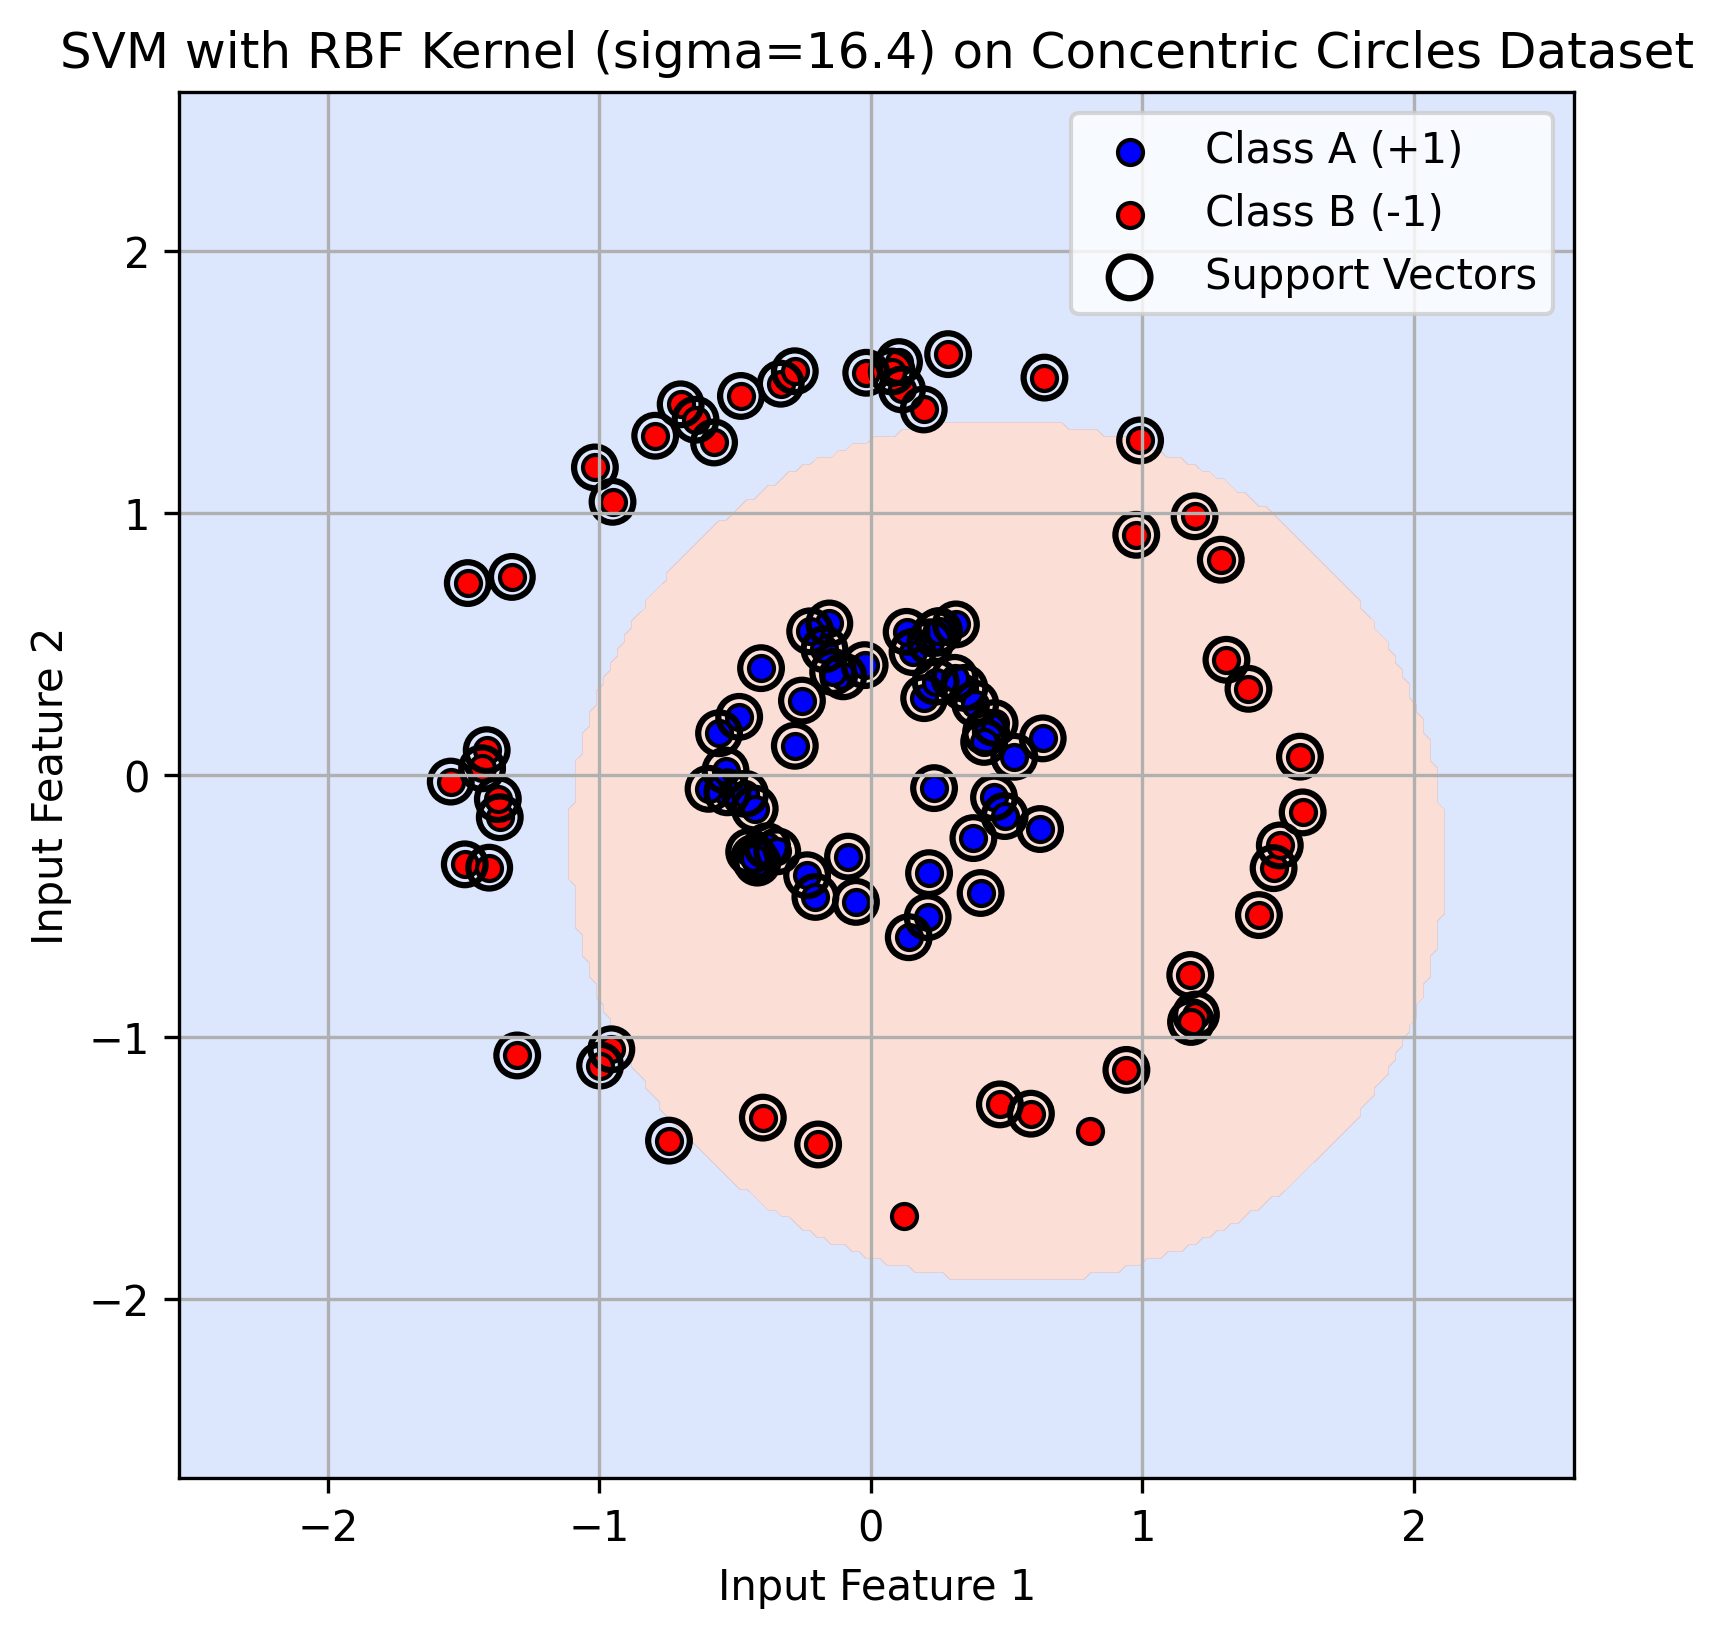 SVM with RBF Kernel (sigma=16.4) on Concentric Circles Dataset
Class A (+1)
Class B (-1)
Support Vectors
Input Feature 2
2
1
0
−1
−2
−2
−1
0
1
2
Input Feature 1